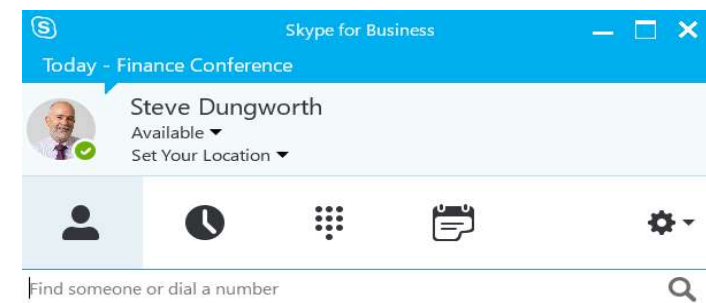 Skype for Business
Today - Finance Conference
Steve Dungworth
Available
Set Your Location
Find someone or dial a number